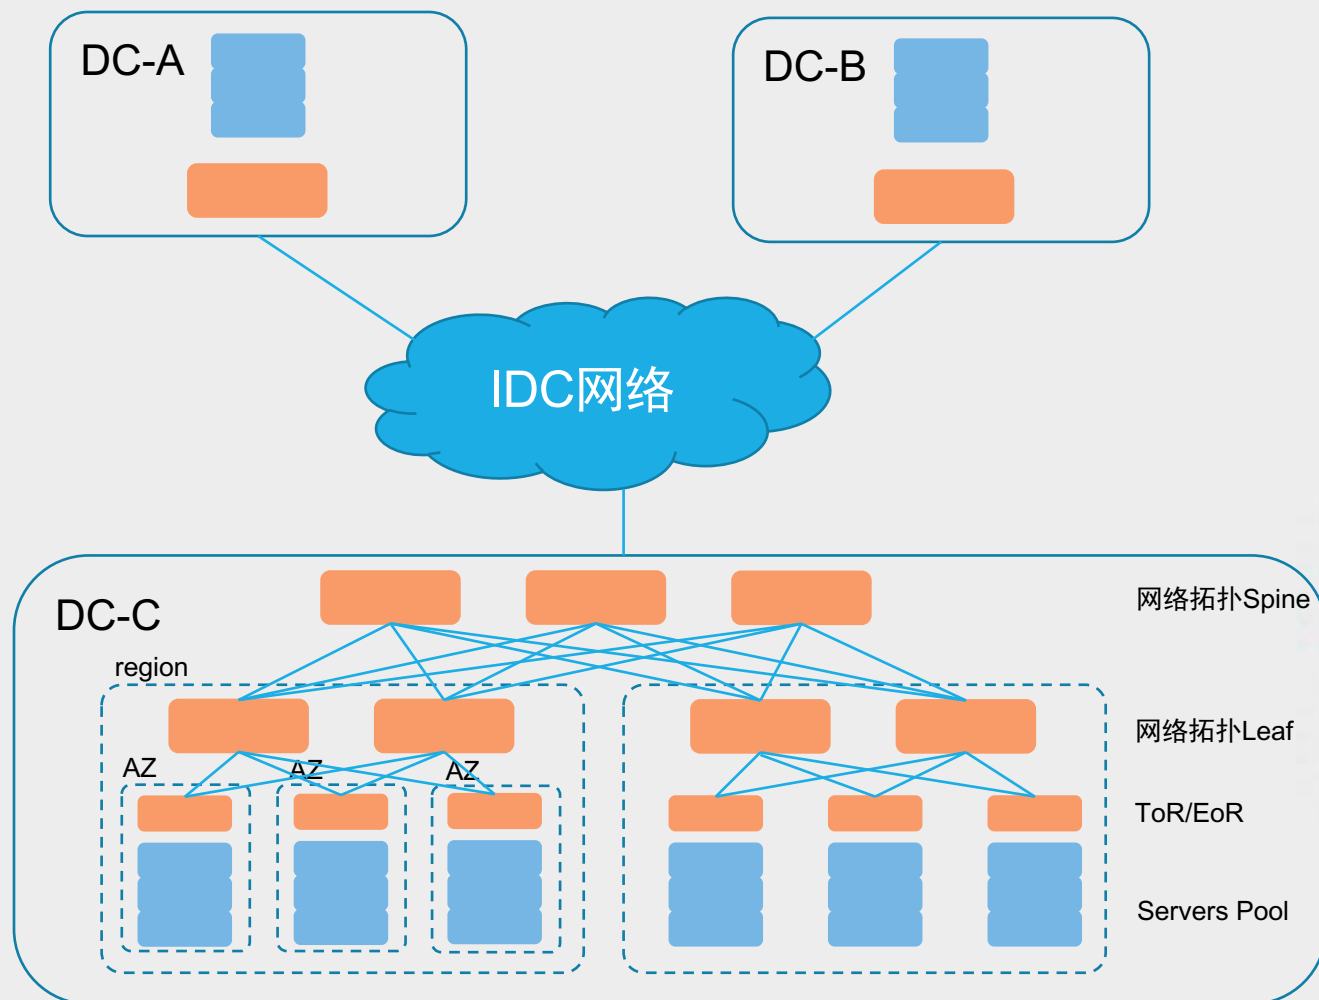 DC-A
DC-B
IDC网络
DC-C
网络拓扑Spine
region
网络拓扑Leaf
AZ
AZ
AZ
ToR/EoR
Servers Pool